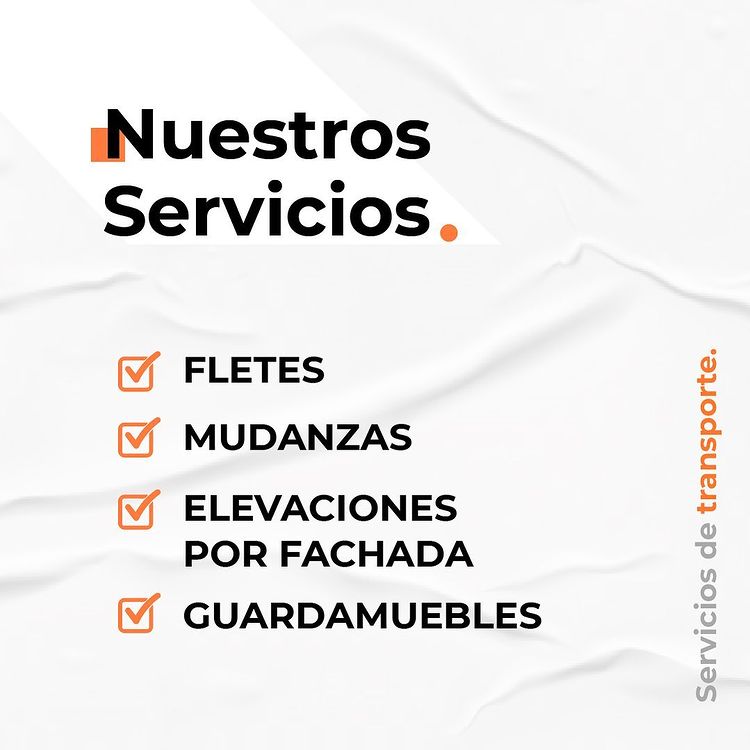 Nuestros
Servicios.
FLETES
MUDANZAS
ELEVACIONES
POR FACHADA
GUARDAMUEBLES
Servicios de transporte.